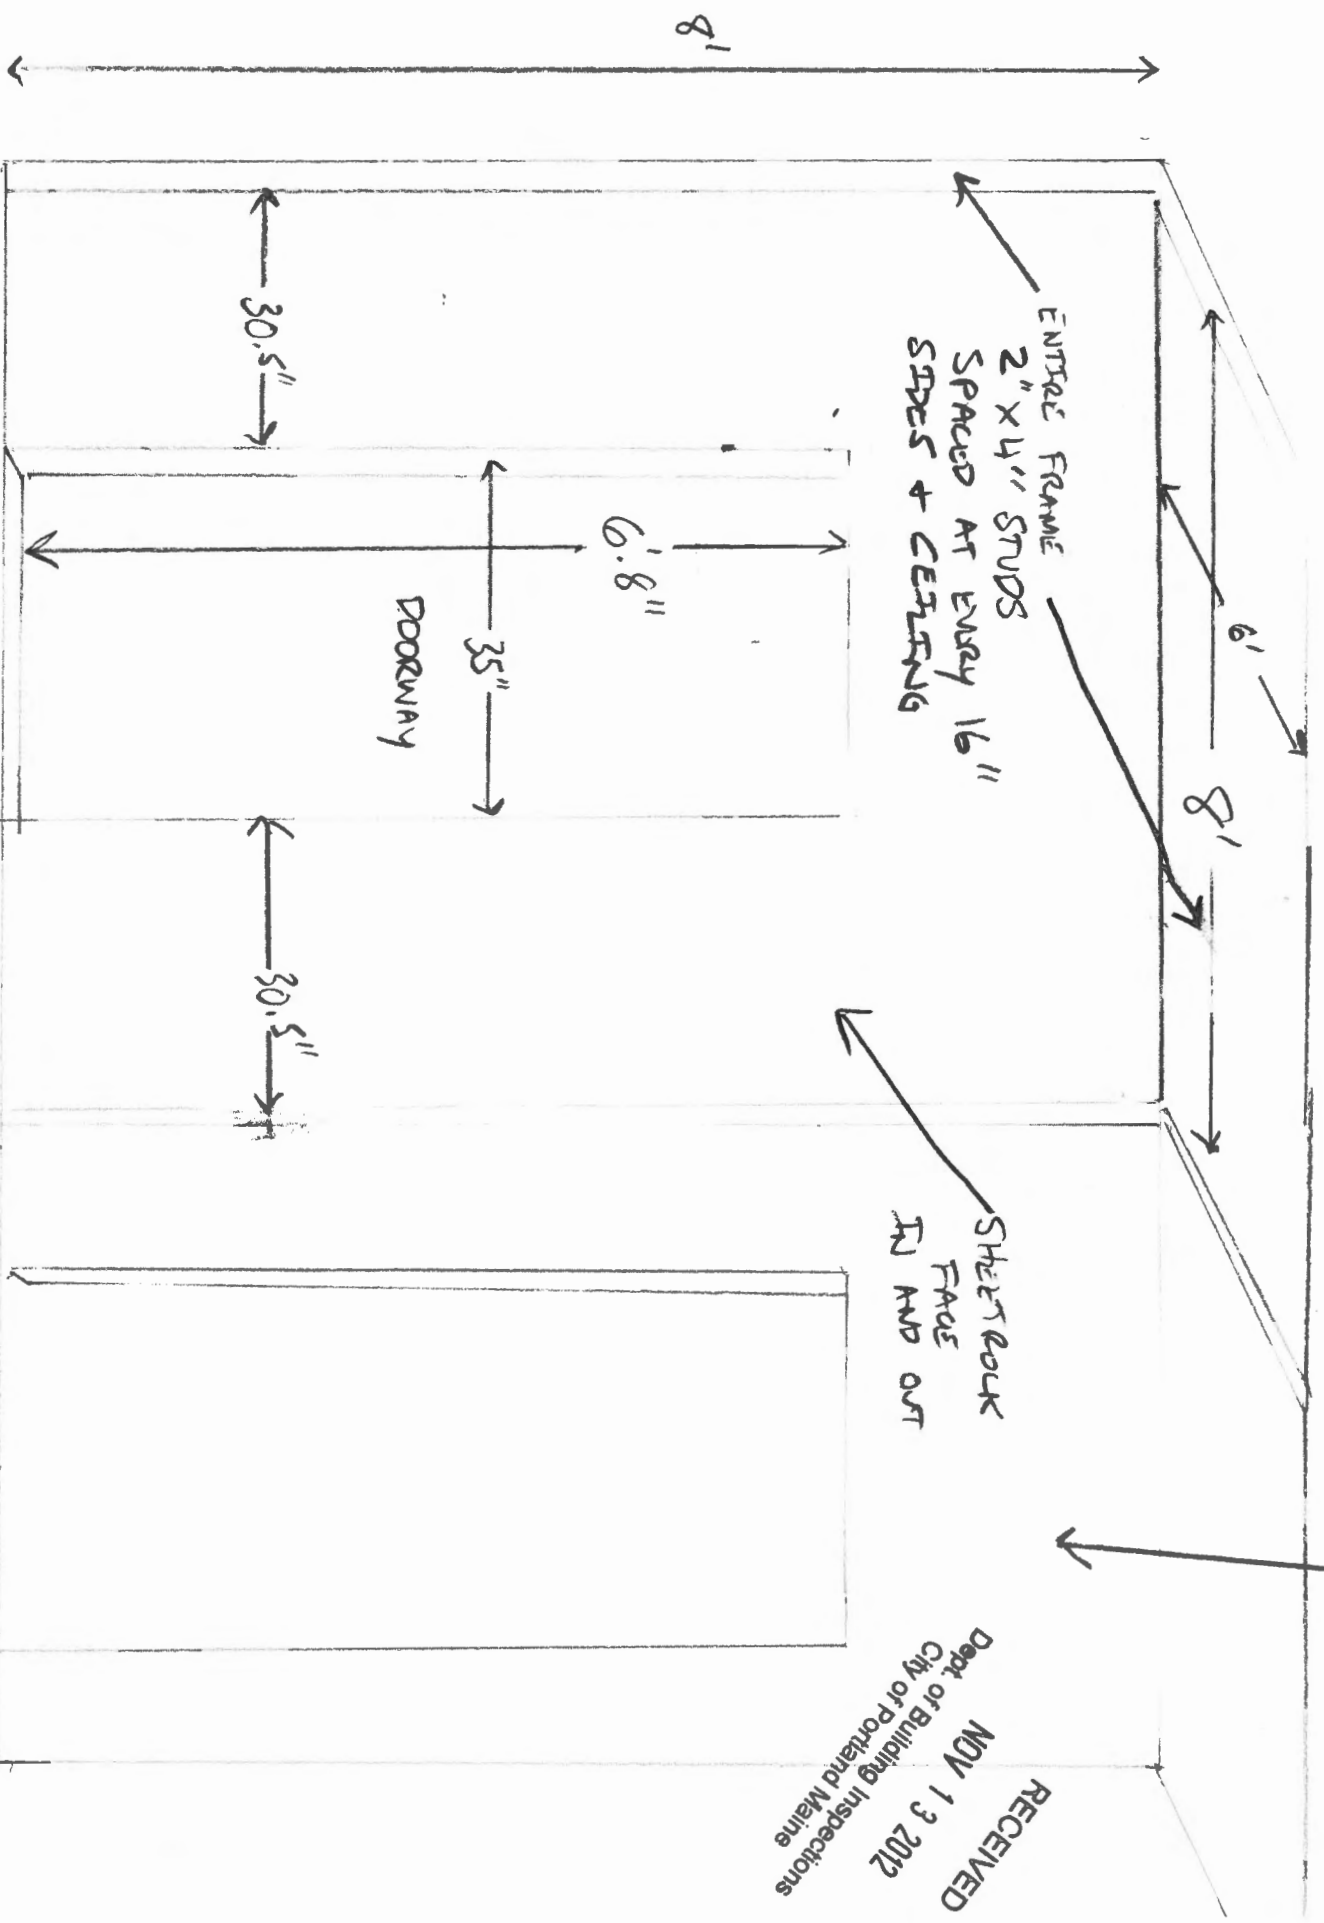 8'
8'
6'
ENTIRE FRAME
2" X 4" STUDS
SPACED AT EVERY 16"
SIDES & CEILING
SHEETROCK
FACE
IN AND OUT
6'.8"
35"
DOORWAY
30.5"
30.5"
RECEIVED
NOV 13 2012
Dept. of Building Inspections
City of Portland Maine